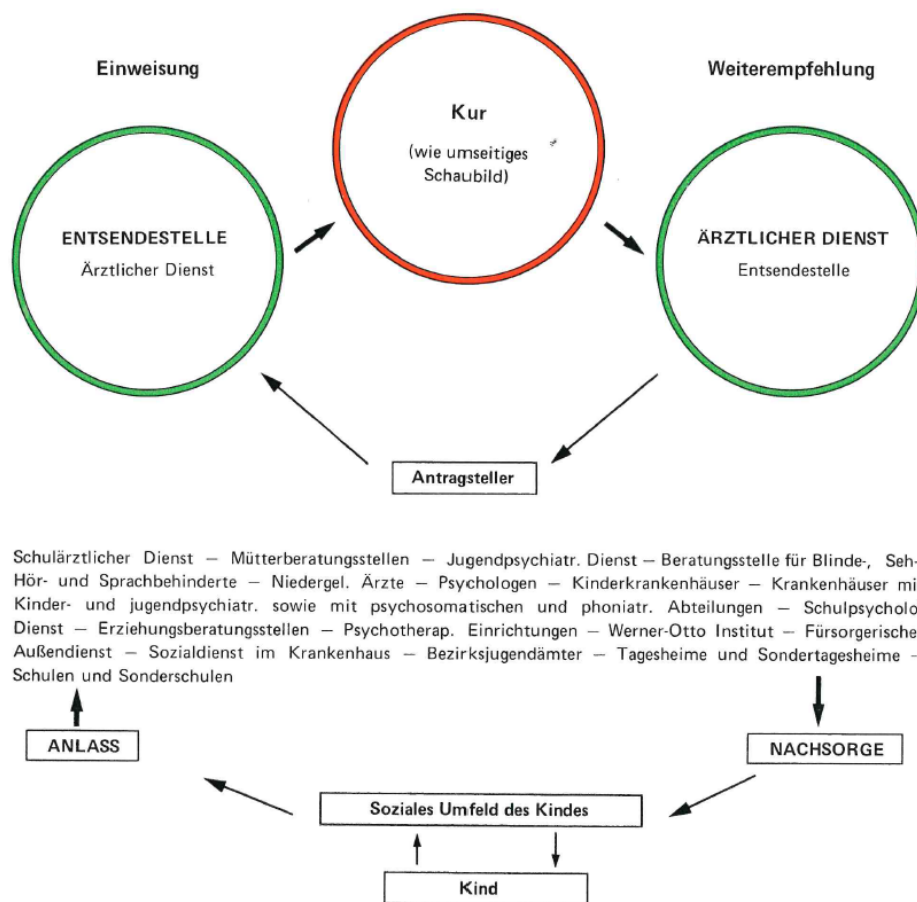 Einweisung
Weiterempfehlung
Kur
(wie umseitiges
Schaubild)
ENTSENDESTELLE
Ärztlicher Dienst
ÄRZTLICHER DIENST
Entsendestelle
Antragsteller
Schulärztlicher Dienst – Mütterberatungsstellen – Jugendpsychiatr. Dienst – Beratungsstelle für Blinde-, Seh-
Hör- und Sprachbehinderte – Niedergel. Ärzte – Psychologen – Kinderkrankenhäuser – Krankenhäuser mi
Kinder- und jugendpsychiatr. sowie mit psychosomatischen und phoniatr. Abteilungen – Schulpsycholo
Dienst – Erziehungsberatungsstellen – Psychotherap. Einrichtungen – Werner-Otto Institut – Fürsorgerische
Außendienst – Sozialdienst im Krankenhaus – Bezirksjugendämter – Tagesheime und Sondertagesheime –
Schulen und Sonderschulen
ANLASS
NACHSORGE
Soziales Umfeld des Kindes
Kind